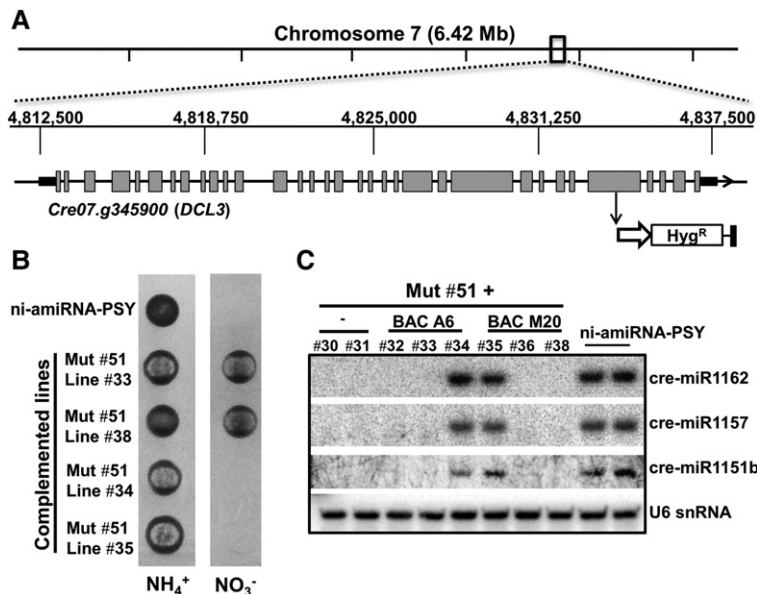 A
Chromosome 7 (6.42 Mb)
4,812,500 4,818,750 4,825,000 4,831,250 4,837,500
Cre07.g345900 (DCL3)
Hygᴿ
B
ni-amiRNA-PSY
Complemented lines
Mut #51
Line #33
Mut #51
Line #38
Mut #51
Line #34
Mut #51
Line #35
NH₄⁺ NO₃⁻
C
Mut #51 +
- BAC A6 BAC M20 ni-amiRNA-PSY
#30 #31 #32 #33 #34 #35 #36 #38
cre-miR1162
cre-miR1157
cre-miR1151b
U6 snRNA